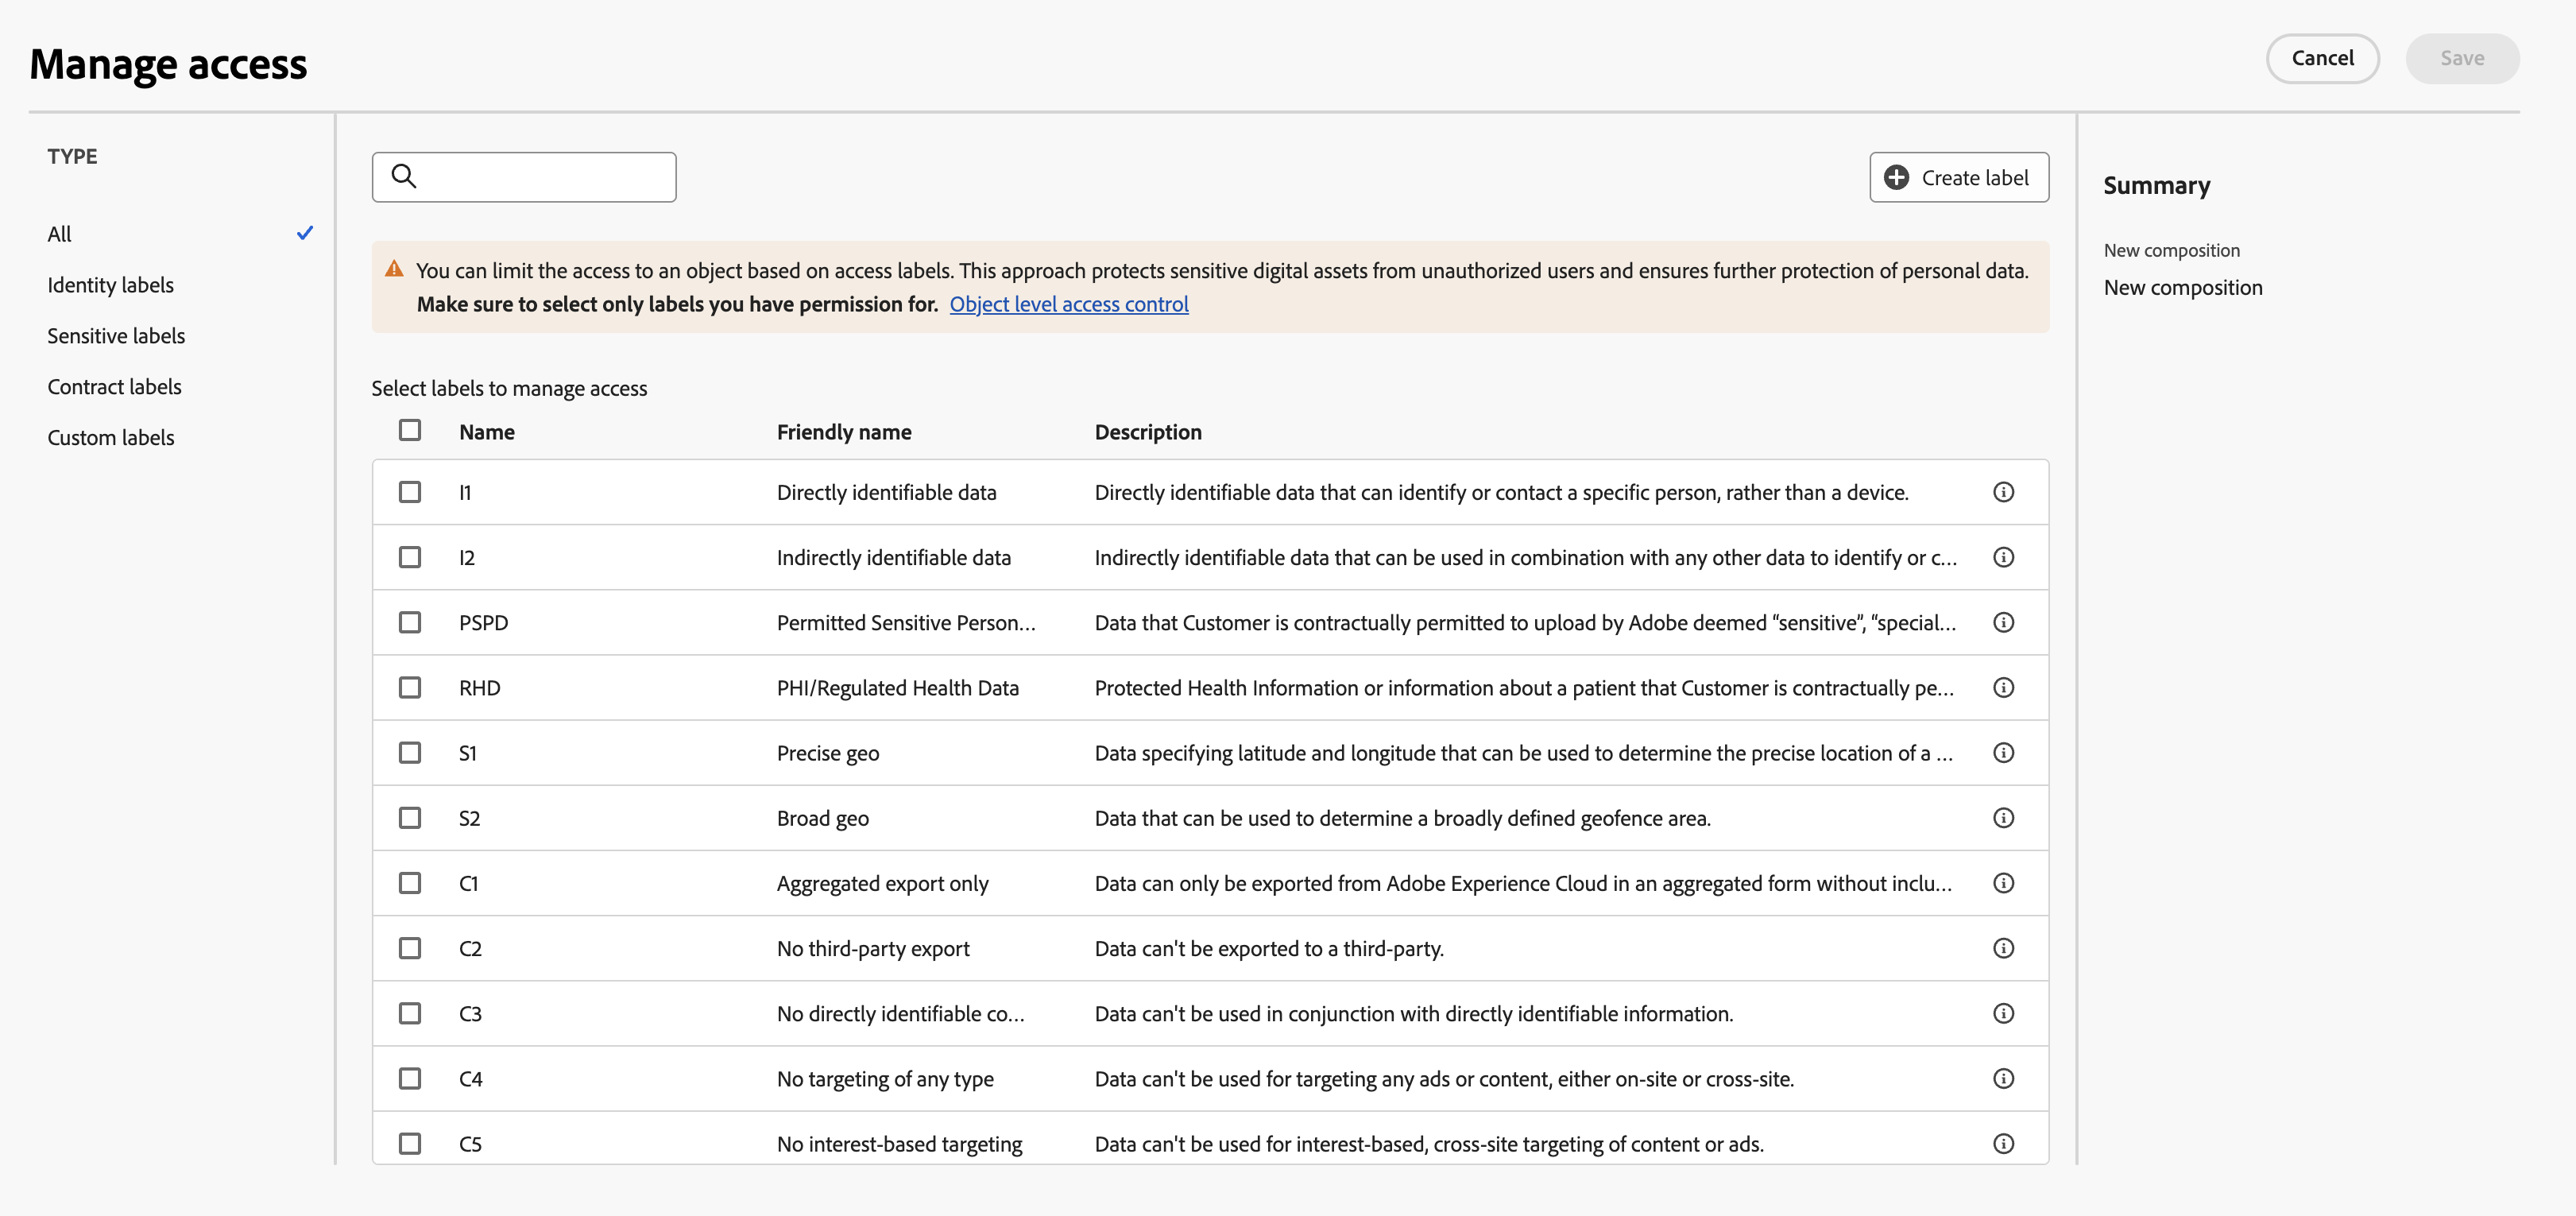 Manage access
Cancel
Save
TYPE
All
Identity labels
Sensitive labels
Contract labels
Custom labels
Create label
You can limit the access to an object based on access labels. This approach protects sensitive digital assets from unauthorized users and ensures further protection of personal data.
Make sure to select only labels you have permission for. Object level access control
Select labels to manage access
Name Friendly name Description
I1 Directly identifiable data Directly identifiable data that can identify or contact a specific person, rather than a device.
I2 Indirectly identifiable data Indirectly identifiable data that can be used in combination with any other data to identify or c...
PSPD Permitted Sensitive Person... Data that Customer is contractually permitted to upload by Adobe deemed “sensitive”, “special...
RHD PHI/Regulated Health Data Protected Health Information or information about a patient that Customer is contractually pe...
S1 Precise geo Data specifying latitude and longitude that can be used to determine the precise location of a ...
S2 Broad geo Data that can be used to determine a broadly defined geofence area.
C1 Aggregated export only Data can only be exported from Adobe Experience Cloud in an aggregated form without inclu...
C2 No third-party export Data can't be exported to a third-party.
C3 No directly identifiable co... Data can't be used in conjunction with directly identifiable information.
C4 No targeting of any type Data can't be used for targeting any ads or content, either on-site or cross-site.
C5 No interest-based targeting Data can't be used for interest-based, cross-site targeting of content or ads.
Summary
New composition
New composition